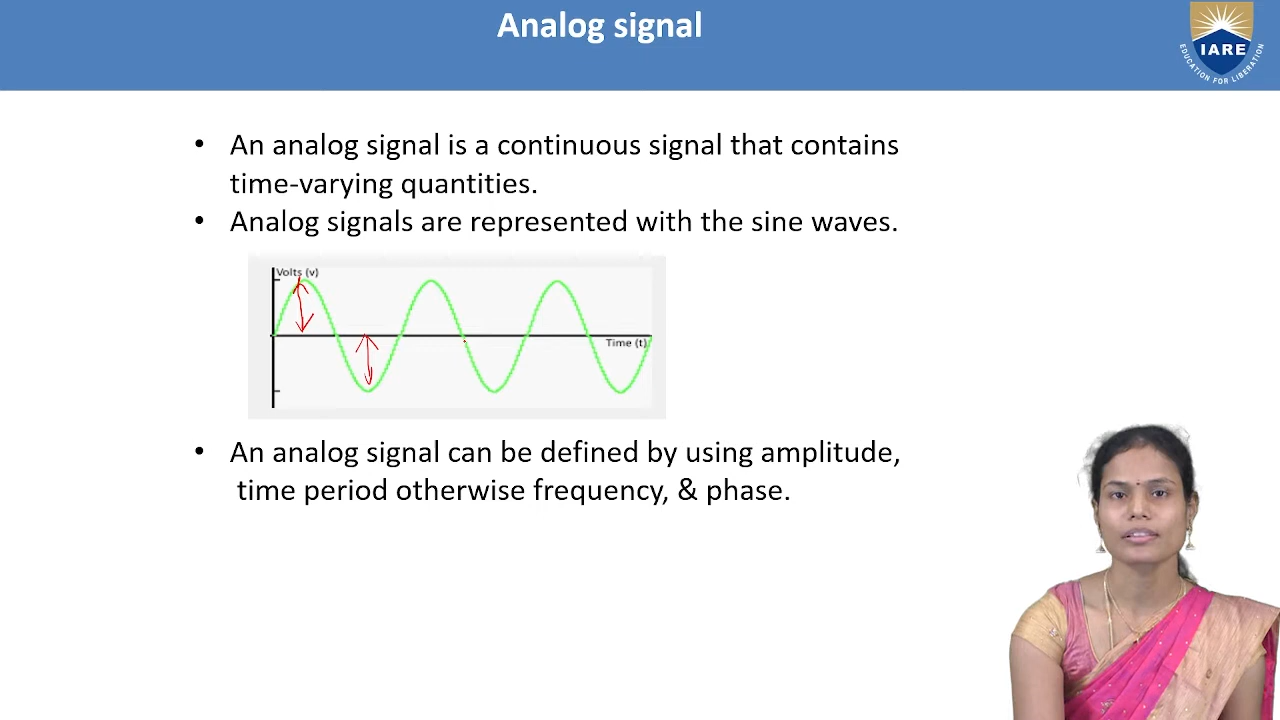 Analog signal
IARE
EDUCATION FOR LIBERATION
• An analog signal is a continuous signal that contains
time-varying quantities.
• Analog signals are represented with the sine waves.
Volts (v)
Time (t)
• An analog signal can be defined by using amplitude,
time period otherwise frequency, & phase.